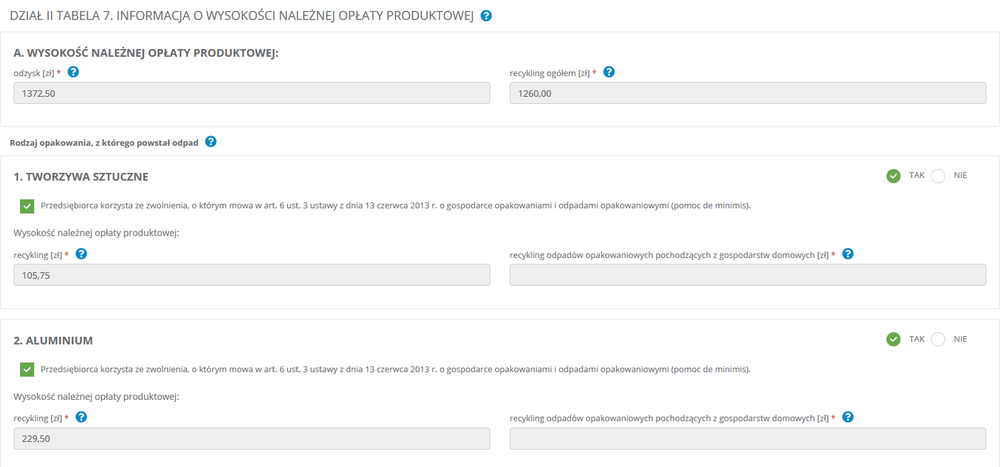 DZIAŁ II TABELA 7. INFORMACJA O WYSOKOŚCI NALEŻNEJ OPŁATY PRODUKTOWEJ ?
A. WYSOKOŚĆ NALEŻNEJ OPŁATY PRODUKTOWEJ:
odzysk [zł] * ? recykling ogółem [zł] * ?
1372,50 1260,00
Rodzaj opakowania, z którego powstał odpad ?
1. TWORZYWA SZTUCZNE TAK NIE
Przedsiębiorca korzysta ze zwolnienia, o którym mowa w art. 6 ust. 3 ustawy z dnia 13 czerwca 2013 r. o gospodarce opakowaniami i odpadami opakowaniowymi (pomoc de minimis).
Wysokość należnej opłaty produktowej:
recykling [zł] * ? recykling odpadów opakowaniowych pochodzących z gospodarstw domowych [zł] * ?
105,75
2. ALUMINIUM TAK NIE
Przedsiębiorca korzysta ze zwolnienia, o którym mowa w art. 6 ust. 3 ustawy z dnia 13 czerwca 2013 r. o gospodarce opakowaniami i odpadami opakowaniowymi (pomoc de minimis).
Wysokość należnej opłaty produktowej:
recykling [zł] * ? recykling odpadów opakowaniowych pochodzących z gospodarstw domowych [zł] * ?
229,50